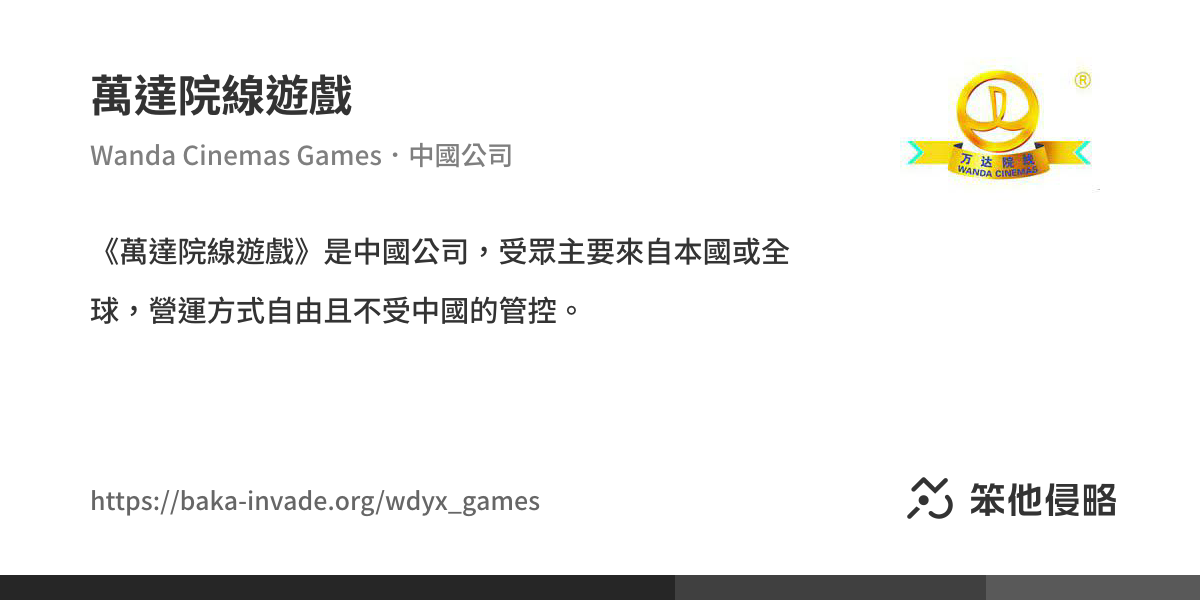 萬達院線遊戲
Wanda Cinemas Games・中國公司
®
万达院线
WANDA CINEMAS
《萬達院線遊戲》是中國公司，受眾主要來自本國或全
球，營運方式自由且不受中國的管控。
https://baka-invade.org/wdyx_games
笨他侵略